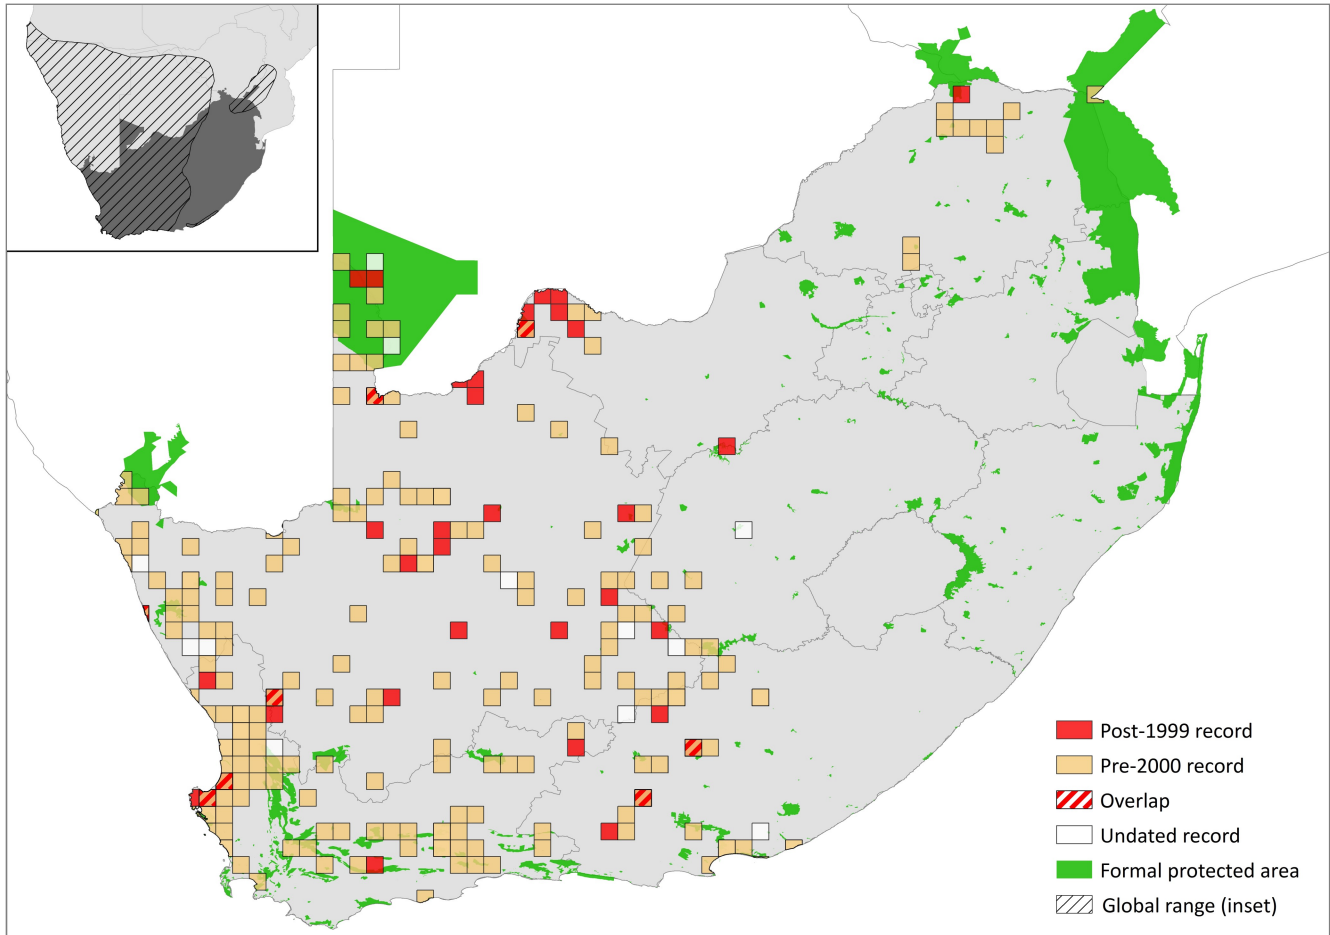 Post-1999 record
Pre-2000 record
Overlap
Undated record
Formal protected area
Global range (inset)